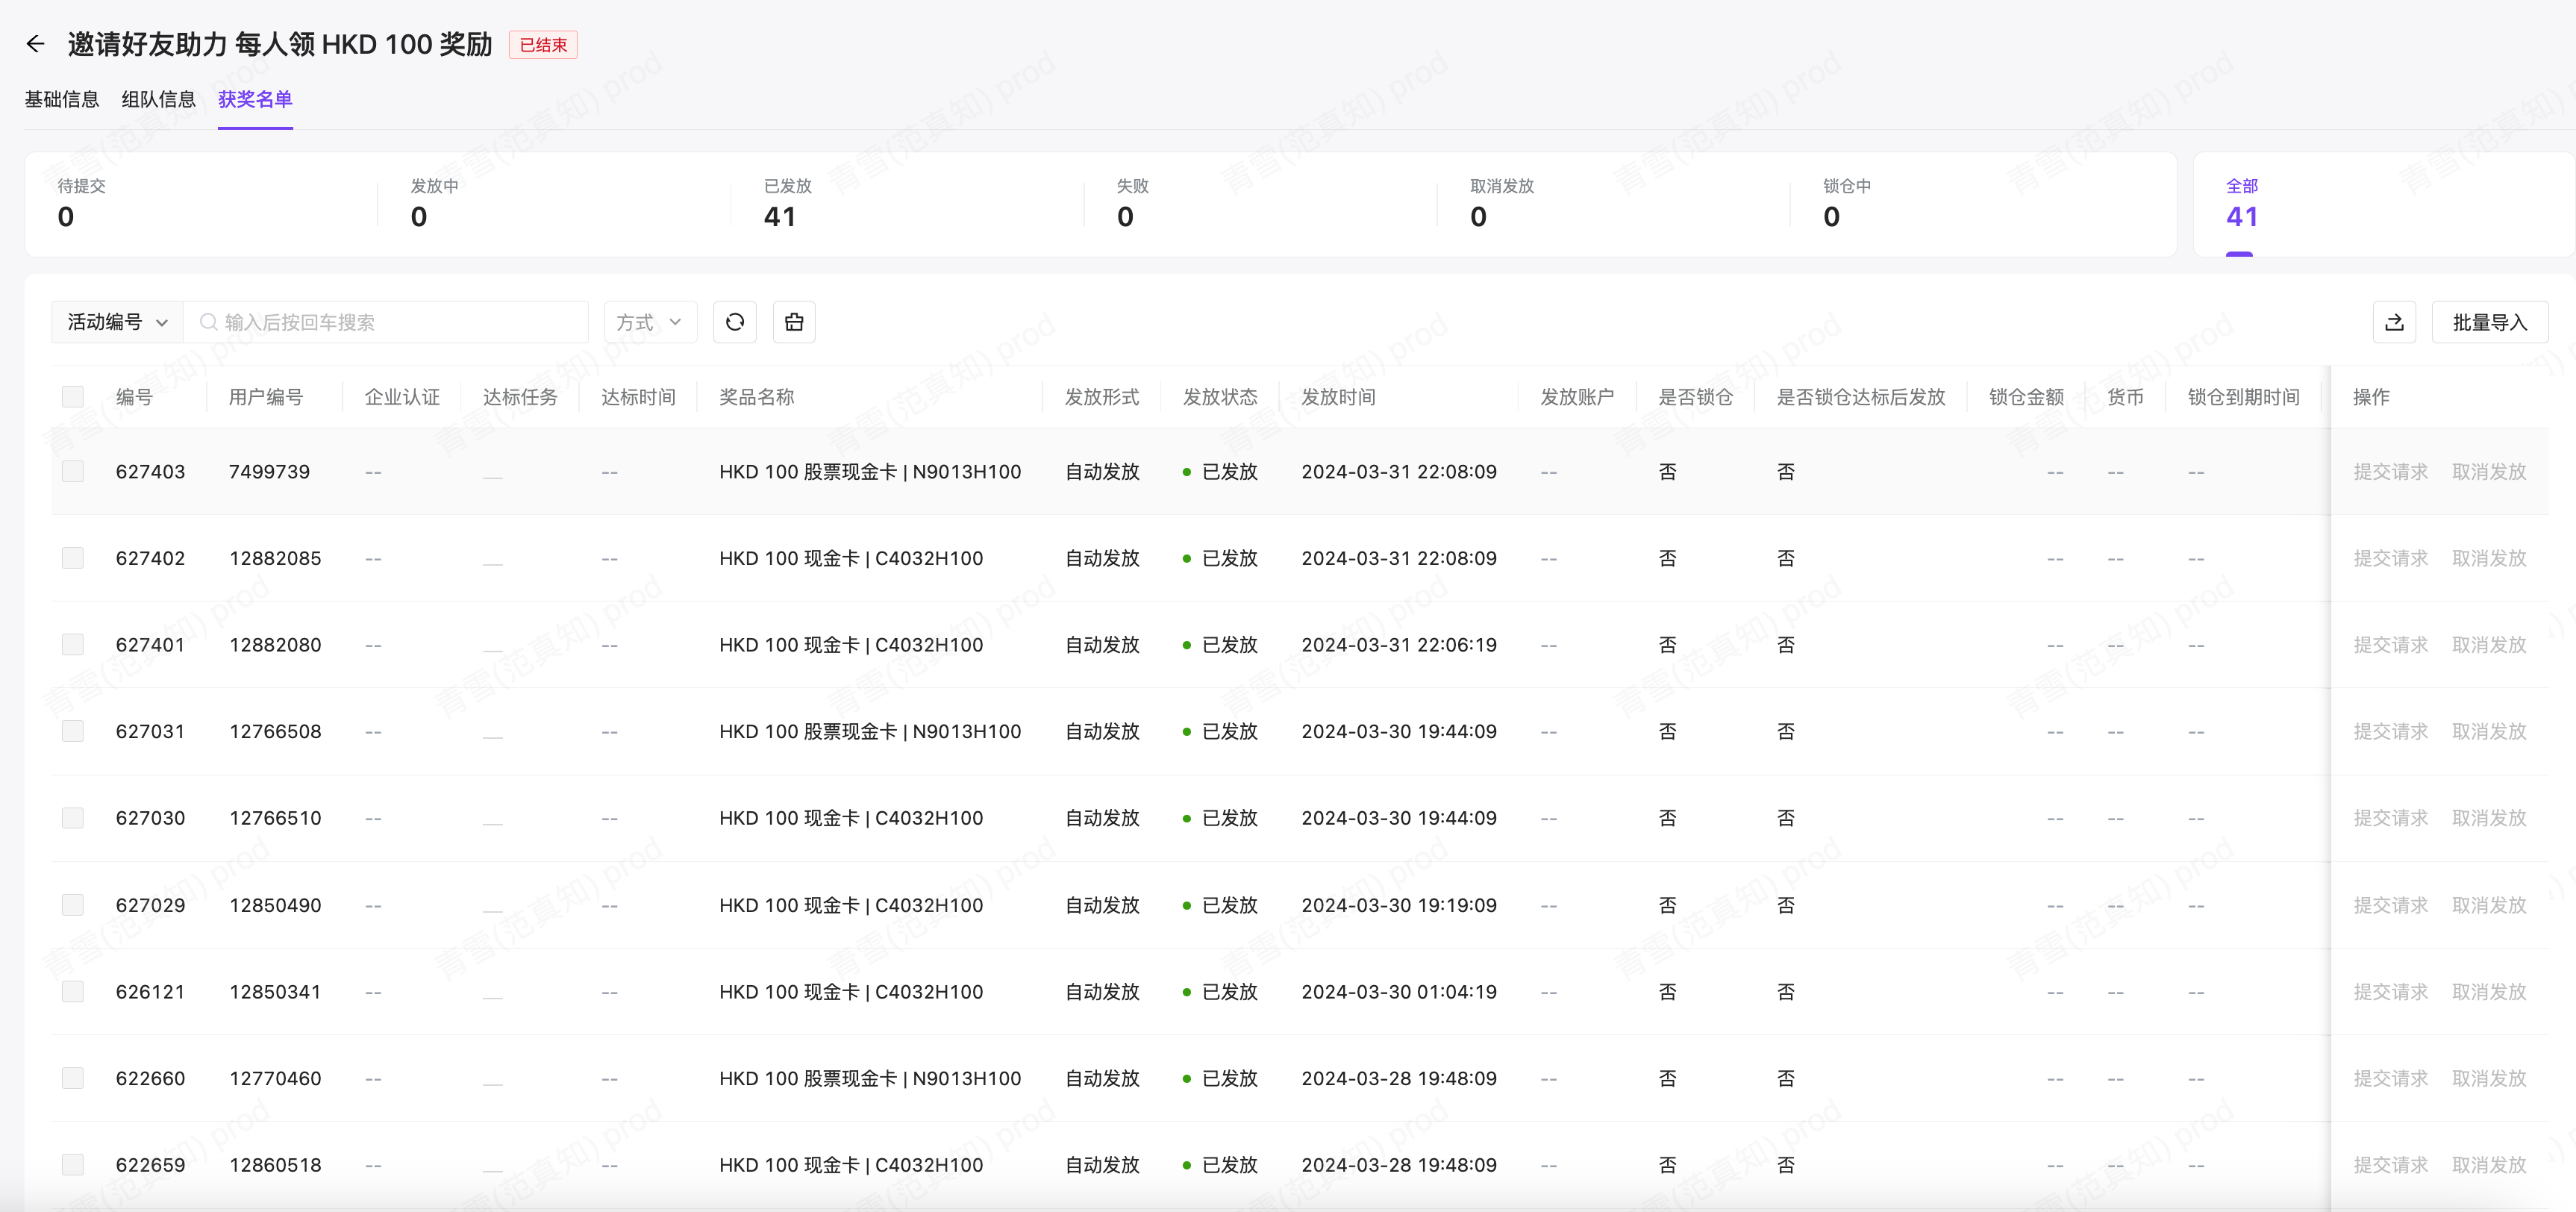 邀请好友助力 每人领 HKD 100 奖励 已结束
基础信息 组队信息 获奖名单
待提交 发放中 已发放 失败 取消发放 锁仓中 全部
0 0 41 0 0 0 41
活动编号 输入后按回车搜索 方式 批量导入
编号 用户编号 企业认证 达标任务 达标时间 奖品名称 发放形式 发放状态 发放时间 发放账户 是否锁仓 是否锁仓达标后发放 锁仓金额 货币 锁仓到期时间 操作
627403 7499739 -- __ -- HKD 100 股票现金卡 | N9013H100 自动发放 已发放 2024-03-31 22:08:09 -- 否 否 -- -- -- 提交请求 取消发放
627402 12882085 -- __ -- HKD 100 现金卡 | C4032H100 自动发放 已发放 2024-03-31 22:08:09 -- 否 否 -- -- -- 提交请求 取消发放
627401 12882080 -- __ -- HKD 100 现金卡 | C4032H100 自动发放 已发放 2024-03-31 22:06:19 -- 否 否 -- -- -- 提交请求 取消发放
627031 12766508 -- __ -- HKD 100 股票现金卡 | N9013H100 自动发放 已发放 2024-03-30 19:44:09 -- 否 否 -- -- -- 提交请求 取消发放
627030 12766510 -- __ -- HKD 100 现金卡 | C4032H100 自动发放 已发放 2024-03-30 19:44:09 -- 否 否 -- -- -- 提交请求 取消发放
627029 12850490 -- __ -- HKD 100 现金卡 | C4032H100 自动发放 已发放 2024-03-30 19:19:09 -- 否 否 -- -- -- 提交请求 取消发放
626121 12850341 -- __ -- HKD 100 现金卡 | C4032H100 自动发放 已发放 2024-03-30 01:04:19 -- 否 否 -- -- -- 提交请求 取消发放
622660 12770460 -- __ -- HKD 100 股票现金卡 | N9013H100 自动发放 已发放 2024-03-28 19:48:09 -- 否 否 -- -- -- 提交请求 取消发放
622659 12860518 -- __ -- HKD 100 现金卡 | C4032H100 自动发放 已发放 2024-03-28 19:48:09 -- 否 否 -- -- -- 提交请求 取消发放
青雪(范真知) prod